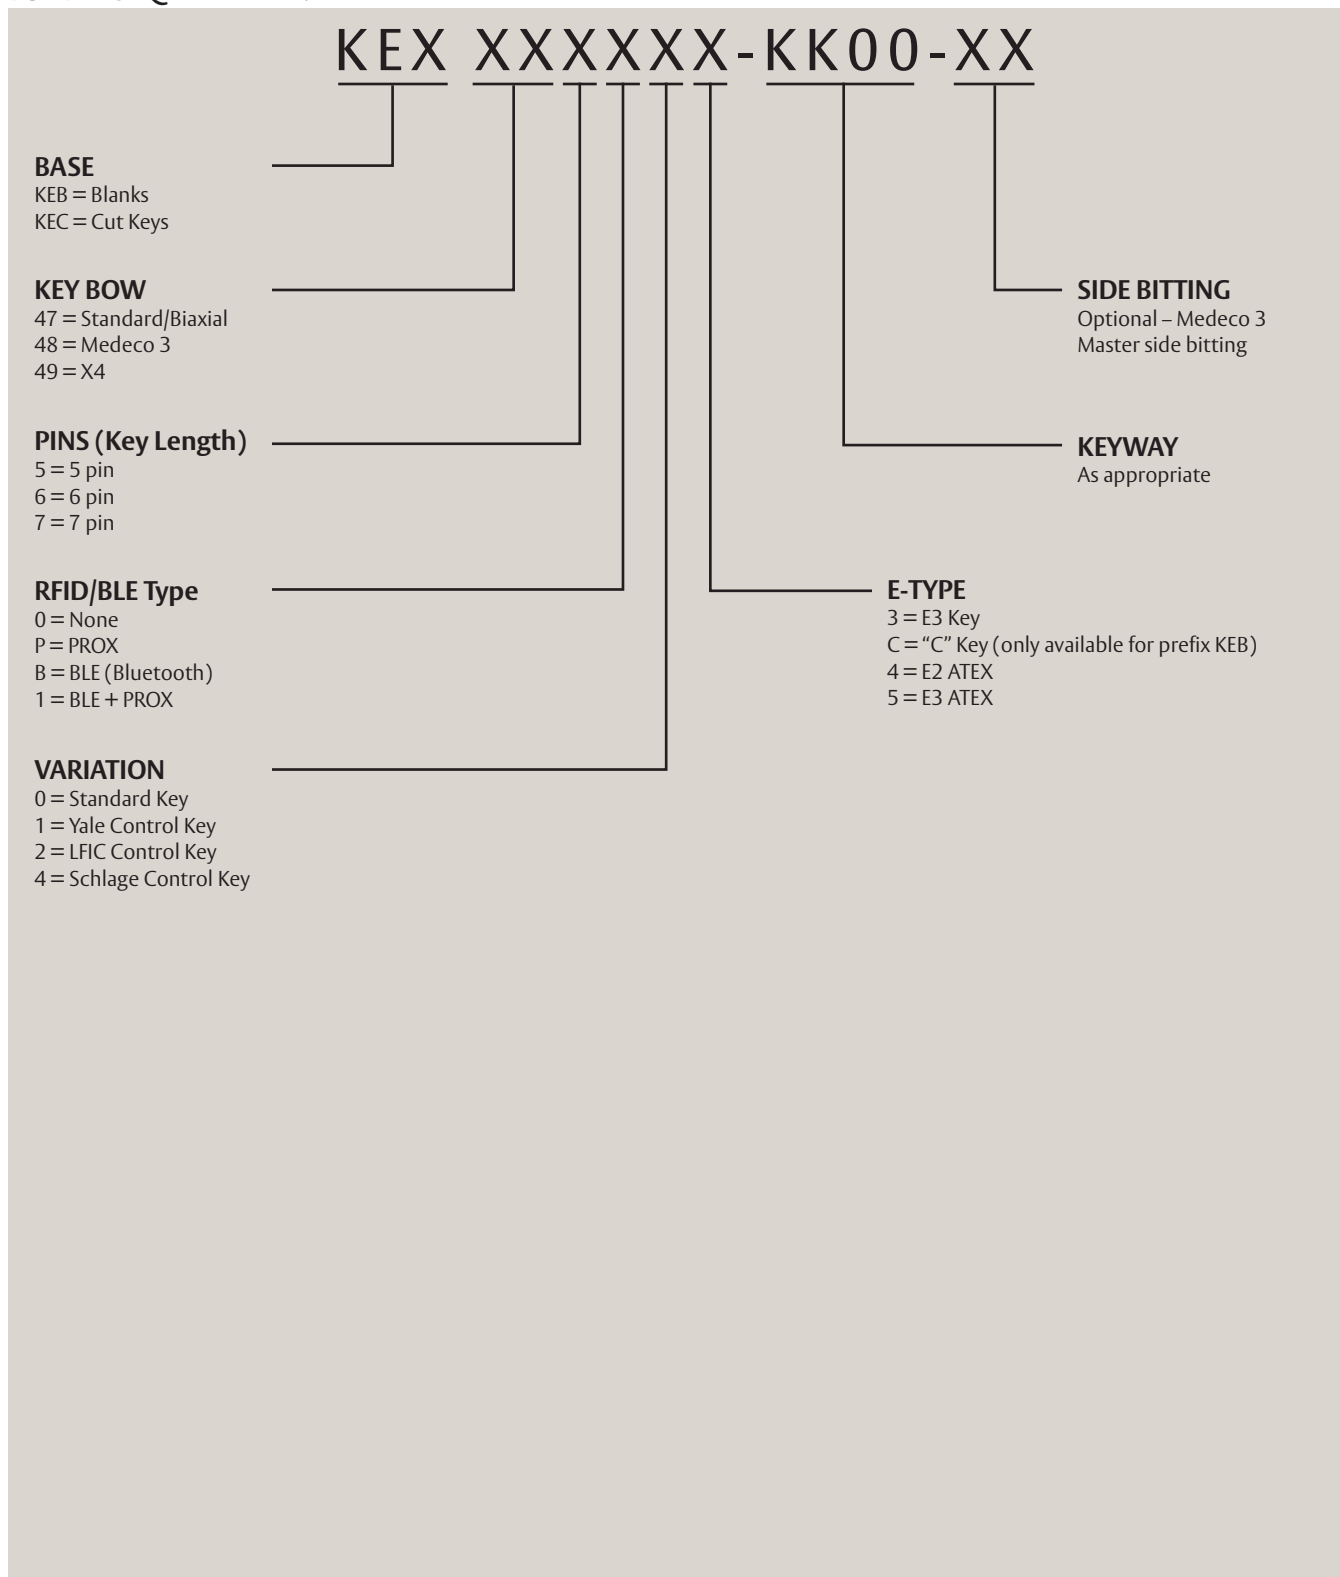 KEX XXXXXX-KK00-XX
BASE
KEB = Blanks
KEC = Cut Keys
KEY BOW
47 = Standard/Biaxial
48 = Medeco 3
49 = X4
PINS (Key Length)
5 = 5 pin
6 = 6 pin
7 = 7 pin
RFID/BLE Type
0 = None
P = PROX
B = BLE (Bluetooth)
1 = BLE + PROX
VARIATION
0 = Standard Key
1 = Yale Control Key
2 = LFIC Control Key
4 = Schlage Control Key
SIDE BITTING
Optional – Medeco 3
Master side bitting
KEYWAY
As appropriate
E-TYPE
3 = E3 Key
C = “C” Key (only available for prefix KEB)
4 = E2 ATEX
5 = E3 ATEX